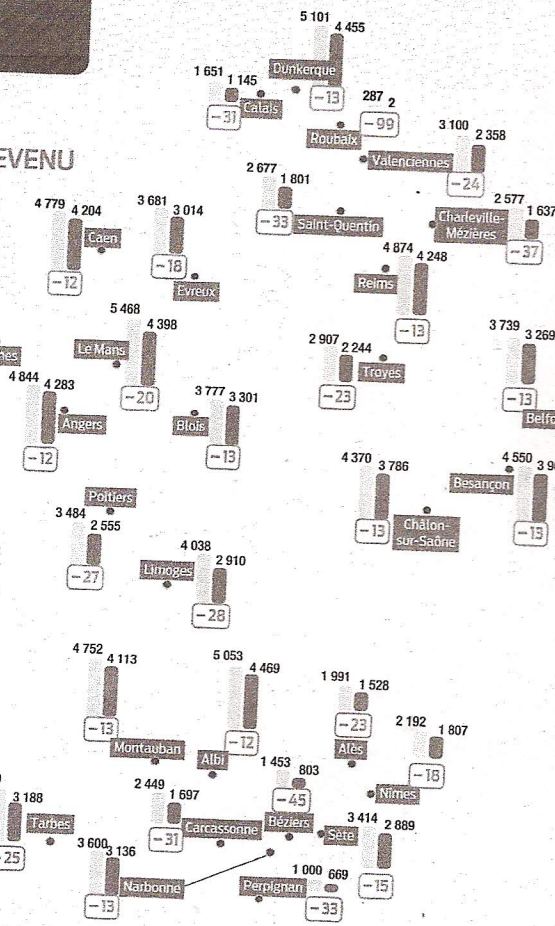 5 101
4 455
Dunkerque
-13
1 651
1 145
-31
Calais
287 2
-99
Roubaix
3 100
2 358
Valenciennes
-24
EVENU
2 677
1 801
-33
Saint-Quentin
2 577
1 637
Charleville-
Mézières
-37
4 779
4 204
Caen
-12
3 681
3 014
-18
Evreux
4 874
4 248
Reims
-13
5 468
4 398
Le Mans
-20
2 907
2 244
Troyes
-23
3 739
3 269
-13
Belfo
nes
4 844
4 283
Angers
-12
3 777
3 301
Blois
-13
4 370
3 786
-13
Châlon-
sur-Saône
4 550
3 9
Besançon
-13
Poitiers
3 484
2 555
-27
4 038
2 910
Limoges
-28
4 752
4 113
-13
Montauban
5 053
4 469
-12
Albi
1 991
1 528
-23
Alès
2 192
1 807
-18
Nîmes
3 188
Tarbes
25
2 449
1 697
-31
Carcassonne
1 453
803
-45
Béziers
Sète
3 414
2 889
-15
3 600
3 136
-13
Narbonne
1 000
669
Perpignan
-33